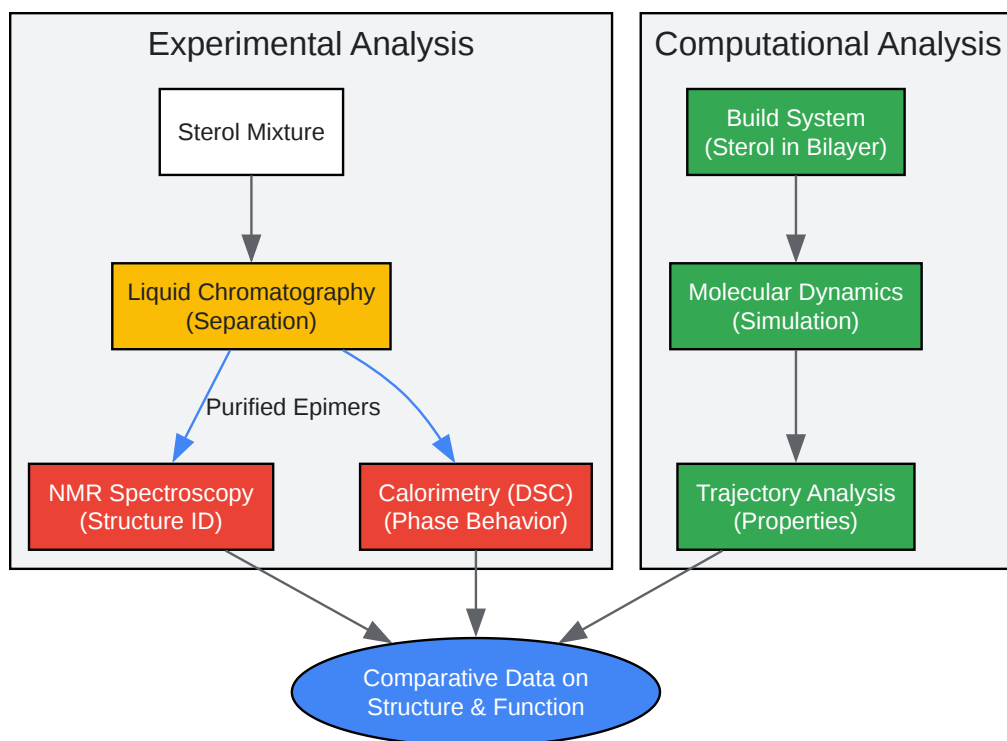 Experimental Analysis
Sterol Mixture
Liquid Chromatography
(Separation)
Purified Epimers
NMR Spectroscopy
(Structure ID)
Calorimetry (DSC)
(Phase Behavior)
Computational Analysis
Build System
(Sterol in Bilayer)
Molecular Dynamics
(Simulation)
Trajectory Analysis
(Properties)
Comparative Data on
Structure & Function